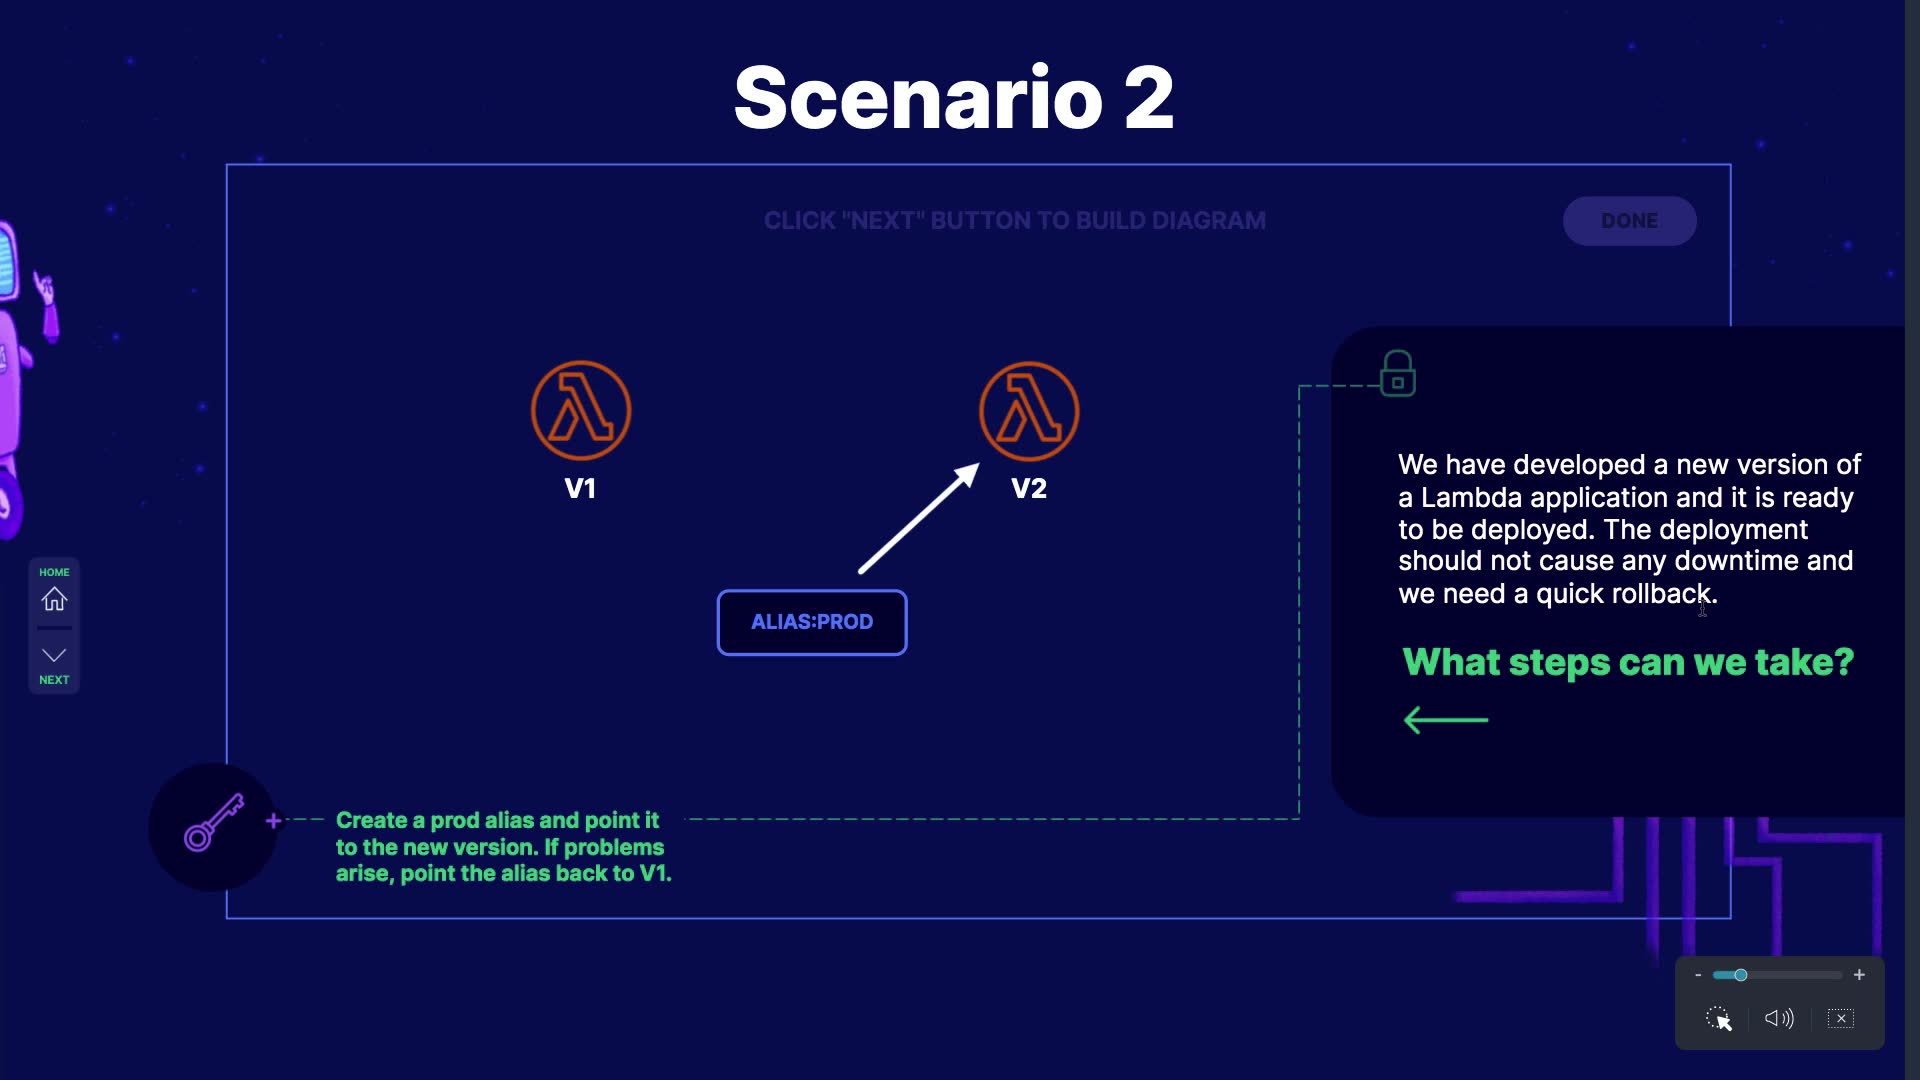 Scenario 2
CLICK "NEXT" BUTTON TO BUILD DIAGRAM
DONE
V1
V2
ALIAS:PROD
We have developed a new version of
a Lambda application and it is ready
to be deployed. The deployment
should not cause any downtime and
we need a quick rollback.
What steps can we take?
HOME
NEXT
Create a prod alias and point it
to the new version. If problems
arise, point the alias back to V1.